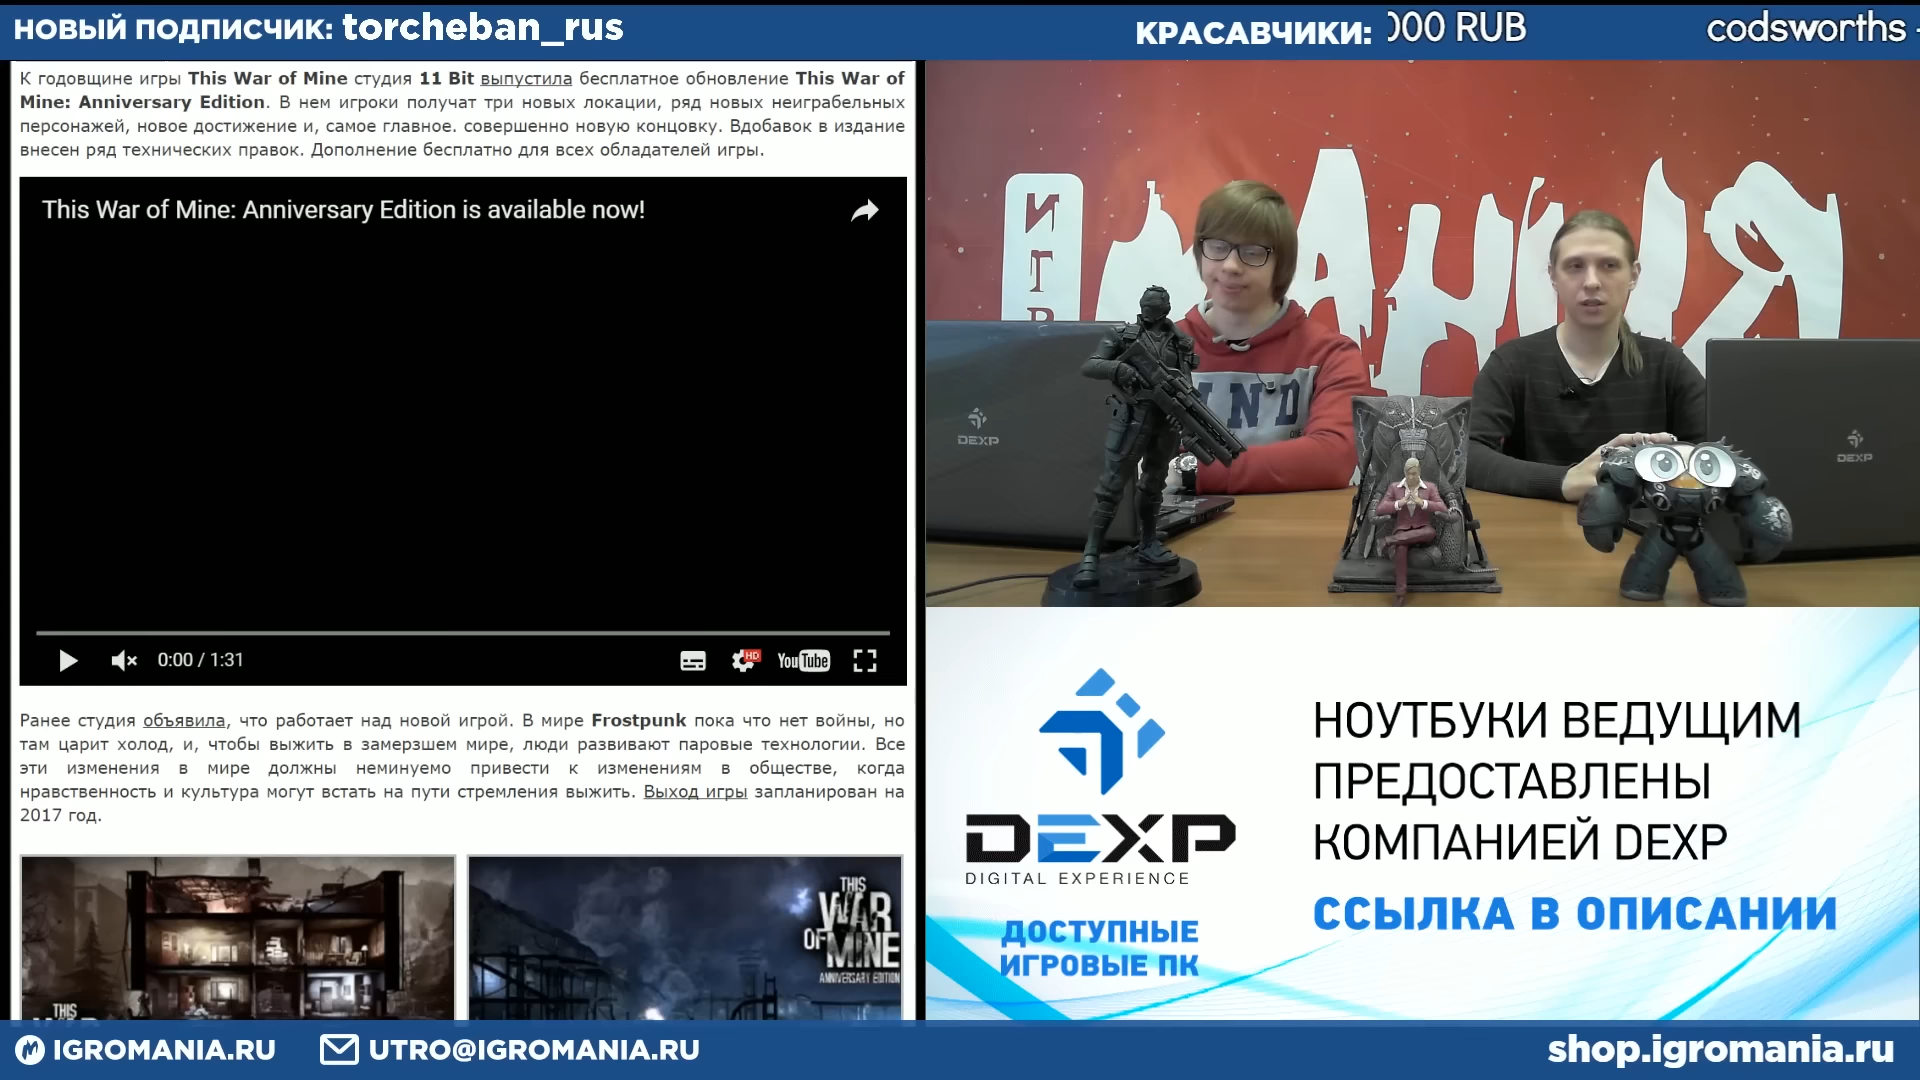 НОВЫЙ ПОДПИСЧИК: torcheban_rus
КРАСАВЧИКИ: 000 RUB codsworths -
К годовщине игры This War of Mine студия 11 Bit выпустила бесплатное обновление This War of
Mine: Anniversary Edition. В нем игроки получат три новых локации, ряд новых неиграбельных
персонажей, новое достижение и, самое главное. совершенно новую концовку. Вдобавок в издание
внесен ряд технических правок. Дополнение бесплатно для всех обладателей игры.
This War of Mine: Anniversary Edition is available now!
0:00 / 1:31
HD
YouTube
Ранее студия объявила, что работает над новой игрой. В мире Frostpunk пока что нет войны, но
там царит холод, и, чтобы выжить в замерзшем мире, люди развивают паровые технологии. Все
эти изменения в мире должны неминуемо привести к изменениям в обществе, когда
нравственность и культура могут встать на пути стремления выжить. Выход игры запланирован на
2017 год.
THIS
WAR
THIS
WAR
OF MINE
ANNIVERSARY EDITION
ИГР
МАНИЯ
DEXP
DEXP
DEXP
DIGITAL EXPERIENCE
ДОСТУПНЫЕ
ИГРОВЫЕ ПК
НОУТБУКИ ВЕДУЩИМ
ПРЕДОСТАВЛЕНЫ
КОМПАНИЕЙ DEXP
ССЫЛКА В ОПИСАНИИ
IGROMANIA.RU
UTRO@IGROMANIA.RU
shop.igromania.ru